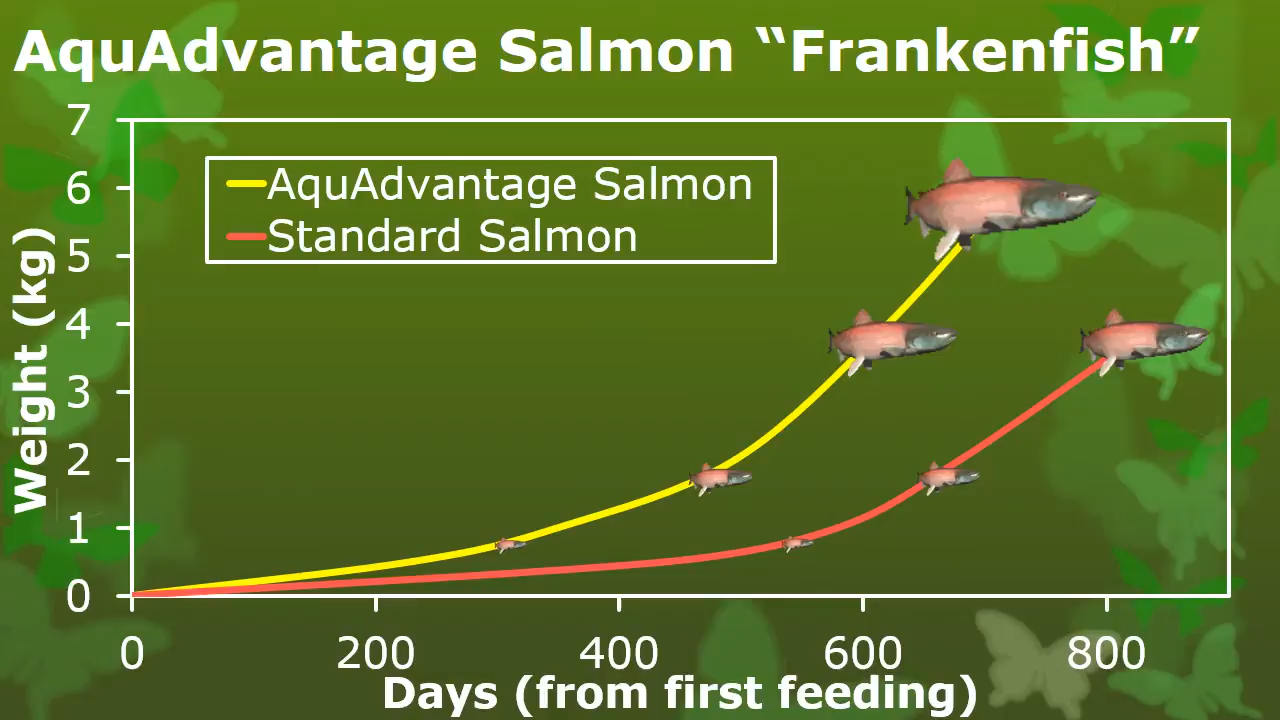 AquAdvantage Salmon “Frankenfish”
7
6
5
4
3
2
1
0
Weight (kg)
AquAdvantage Salmon
Standard Salmon
0 200 400 600 800
Days (from first feeding)